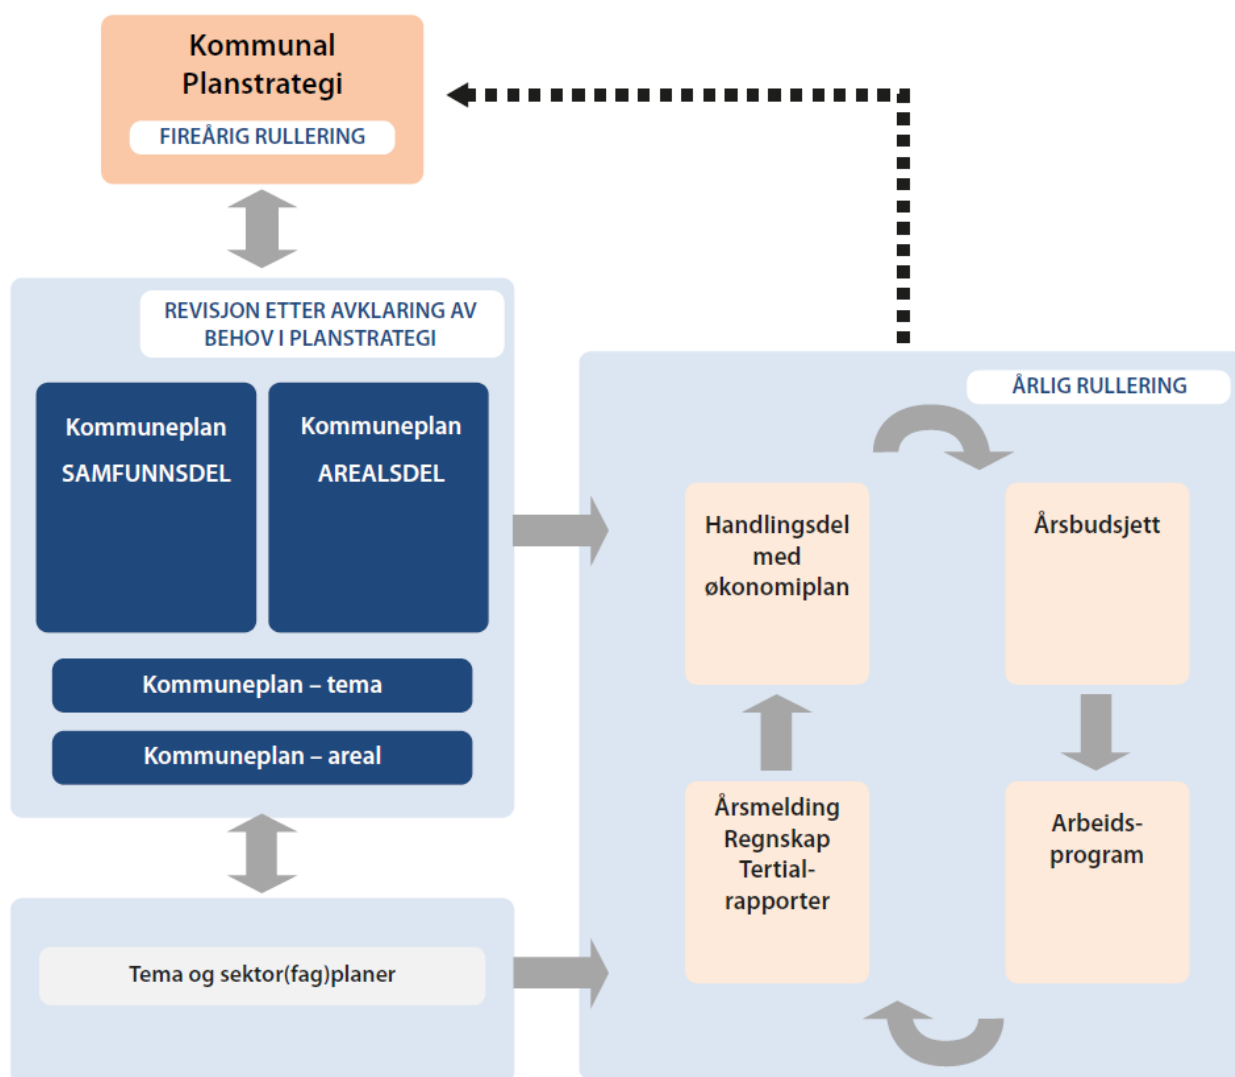 Kommunal
Planstrategi
FIREÅRIG RULLERING
REVISJON ETTER AVKLARING AV
BEHOV I PLANSTRATEGI
Kommuneplan
SAMFUNNSDEL
Kommuneplan
AREALSDEL
Kommuneplan – tema
Kommuneplan – areal
Tema og sektor(fag)planer
ÅRLIG RULLERING
Handlingsdel
med
økonomiplan
Årsbudsjett
Årsmelding
Regnskap
Tertial-
rapporter
Arbeids-
program